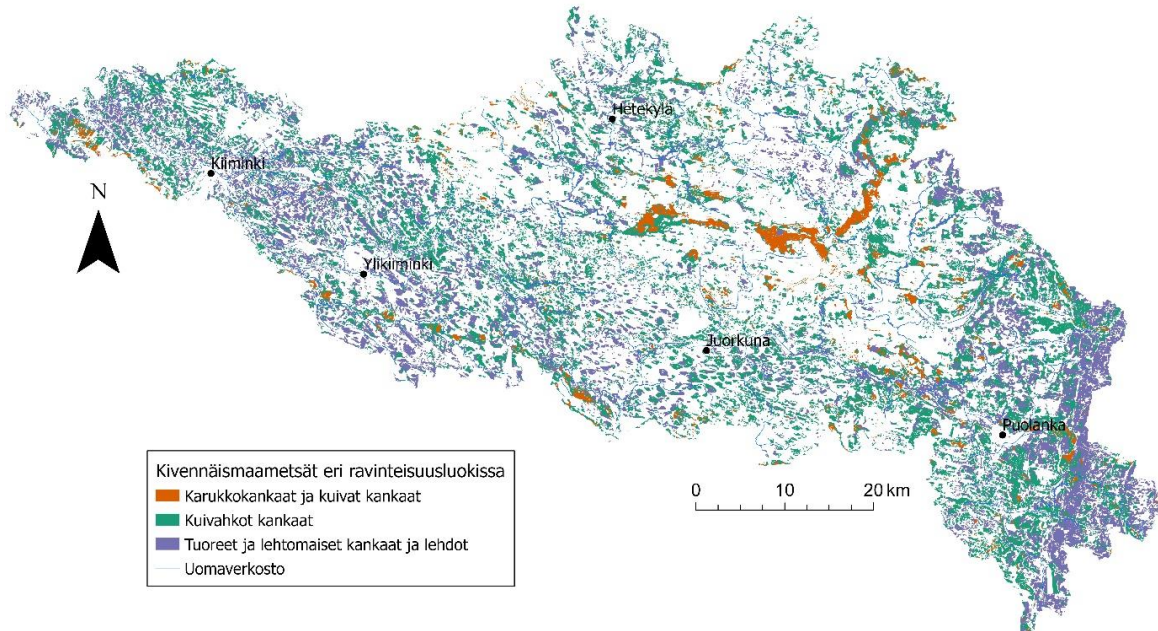 Hetekylä
Kiiminki
N
Ylikiiminki
Juorkuna
Puolanka
Kivennäismaametsät eri ravinteisuusluokissa
Karukkokankaat ja kuivat kankaat
Kuivahkot kankaat
Tuoreet ja lehtomaiset kankaat ja lehdot
Uomaverkosto
0 10 20 km